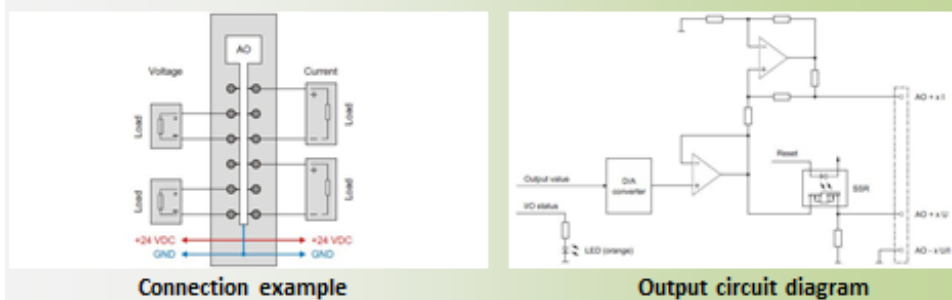 AO
Voltage
Current
Load
Load
Load
Load
+24 VDC
+24 VDC
GND
GND
Connection example
AO + x I
Reset
SSR
Output value
D/A
converter
I/O status
LED (orange)
AO + x U
AO - x U/I
Output circuit diagram